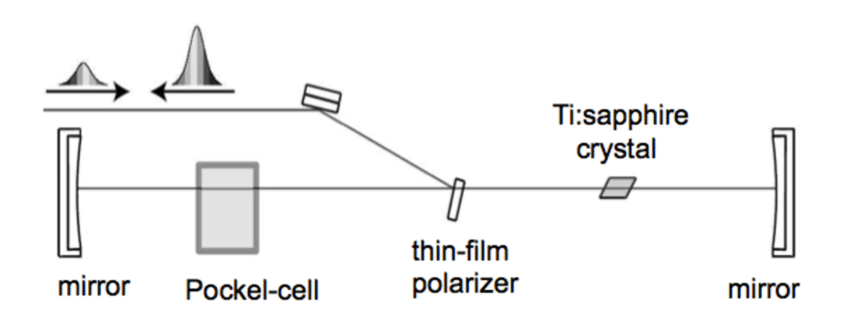 Ti:sapphire
crystal
mirror
Pockel-cell
thin-film
polarizer
mirror